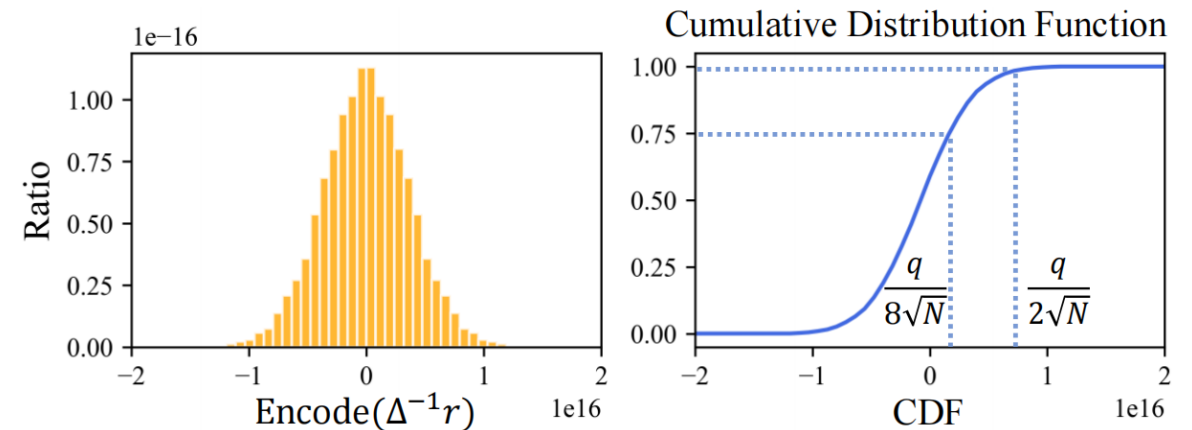 1e−16
Ratio
1.00
0.75
0.50
0.25
0.00
−2 −1 0 1 2
Encode(Δ⁻¹r) 1e16
Cumulative Distribution Function
1.00
0.75
0.50
0.25
0.00
q/8√N q/2√N
−2 −1 0 1 2
CDF 1e16